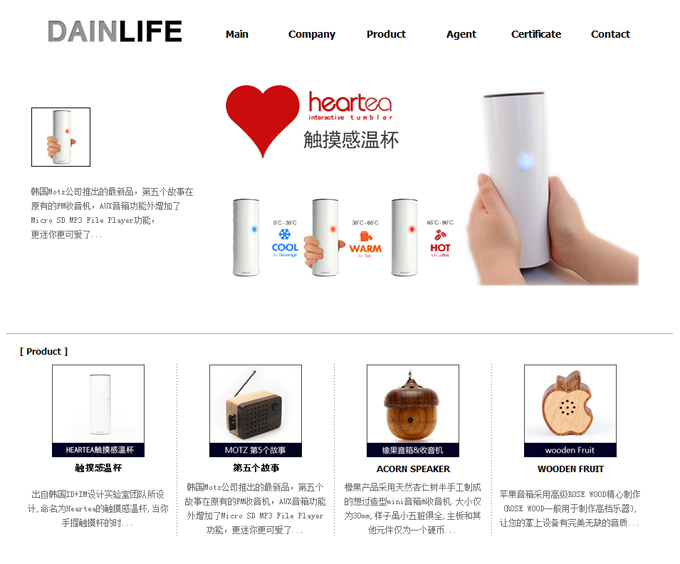 DAINLIFE
Main Company Product Agent Certificate Contact
heartea
interactive tumbler
触摸感温杯
韩国Motz公司推出的最新品，第五个故事在
原有的FM收音机，AUX音箱功能外增加了
Micro SD MP3 File Player功能，
更迷你更可爱了...
0℃-35℃
COOL
for Beverage
35℃-65℃
WARM
for Tea
65℃-90℃
HOT
for Coffee
[ Product ]
HEARTEA触摸感温杯
触摸感温杯
出自韩国ID+IM设计实验室团队所设
计,命名为Heartea的触摸感温杯,当你
手握触摸杯的时...
MOTZ 第5个故事
第五个故事
韩国Motz公司推出的最新品，第五个
故事在原有的FM收音机，AUX音箱功能
外增加了Micro SD MP3 File Player
功能，更迷你更可爱了...
橡果音箱&收音机
ACORN SPEAKER
橡果产品采用天然杏仁树半手工制成
的想过造型mini音箱&收音机 大小仅
为30mm,样子虽小五脏俱全,主板和其
他元件仅为一个硬币...
wooden Fruit
WOODEN FRUIT
苹果音箱采用高级ROSE WOOD精心制作
(ROSE WOOD一般用于制作高档乐器),
让您的掌上设备有完美无缺的音质...